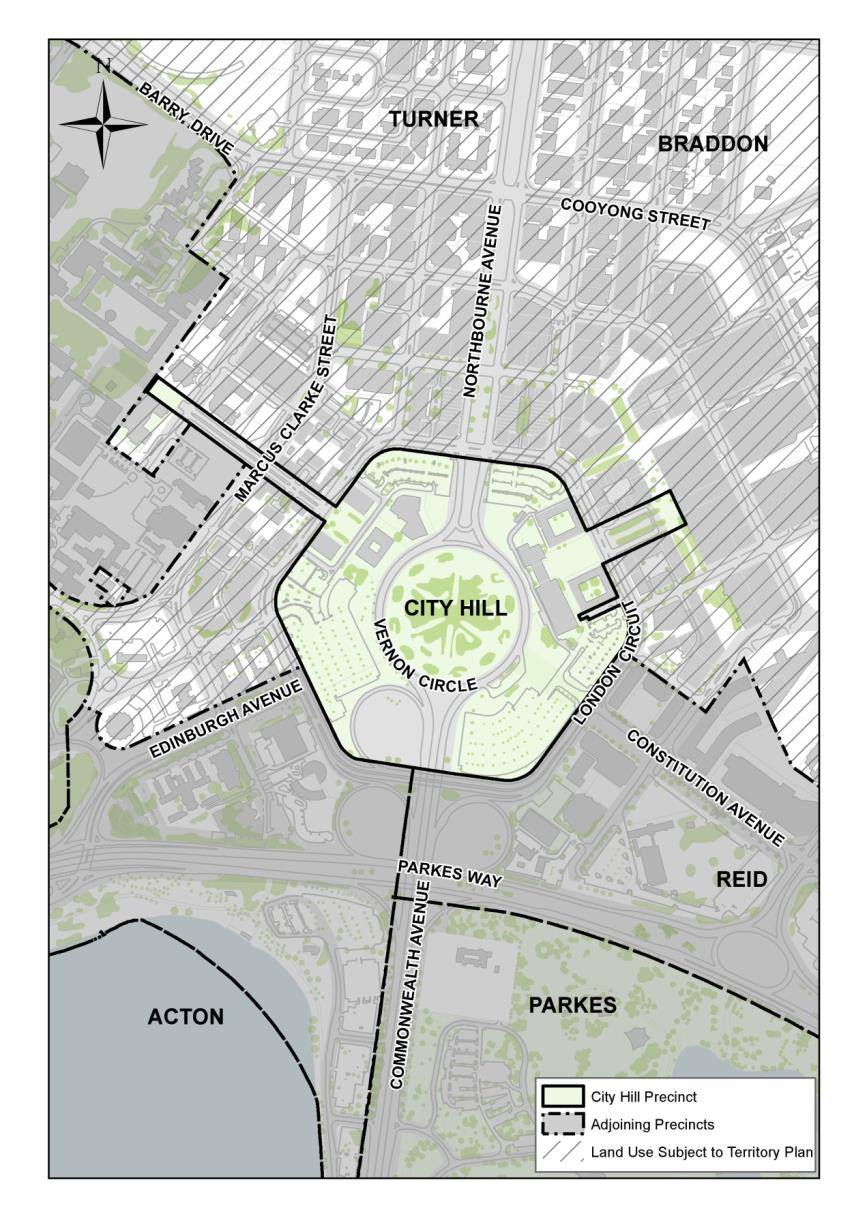 N
BARRY DRIVE
TURNER
BRADDON
COOYONG STREET
NORTHBOURNE AVENUE
MARCUS CLARKE STREET
CITY HILL
VERNON CIRCLE
LONDON CIRCUIT
EDINBURGH AVENUE
CONSTITUTION AVENUE
PARKES WAY
REID
COMMONWEALTH AVENUE
ACTON
PARKES
City Hill Precinct
Adjoining Precincts
Land Use Subject to Territory Plan